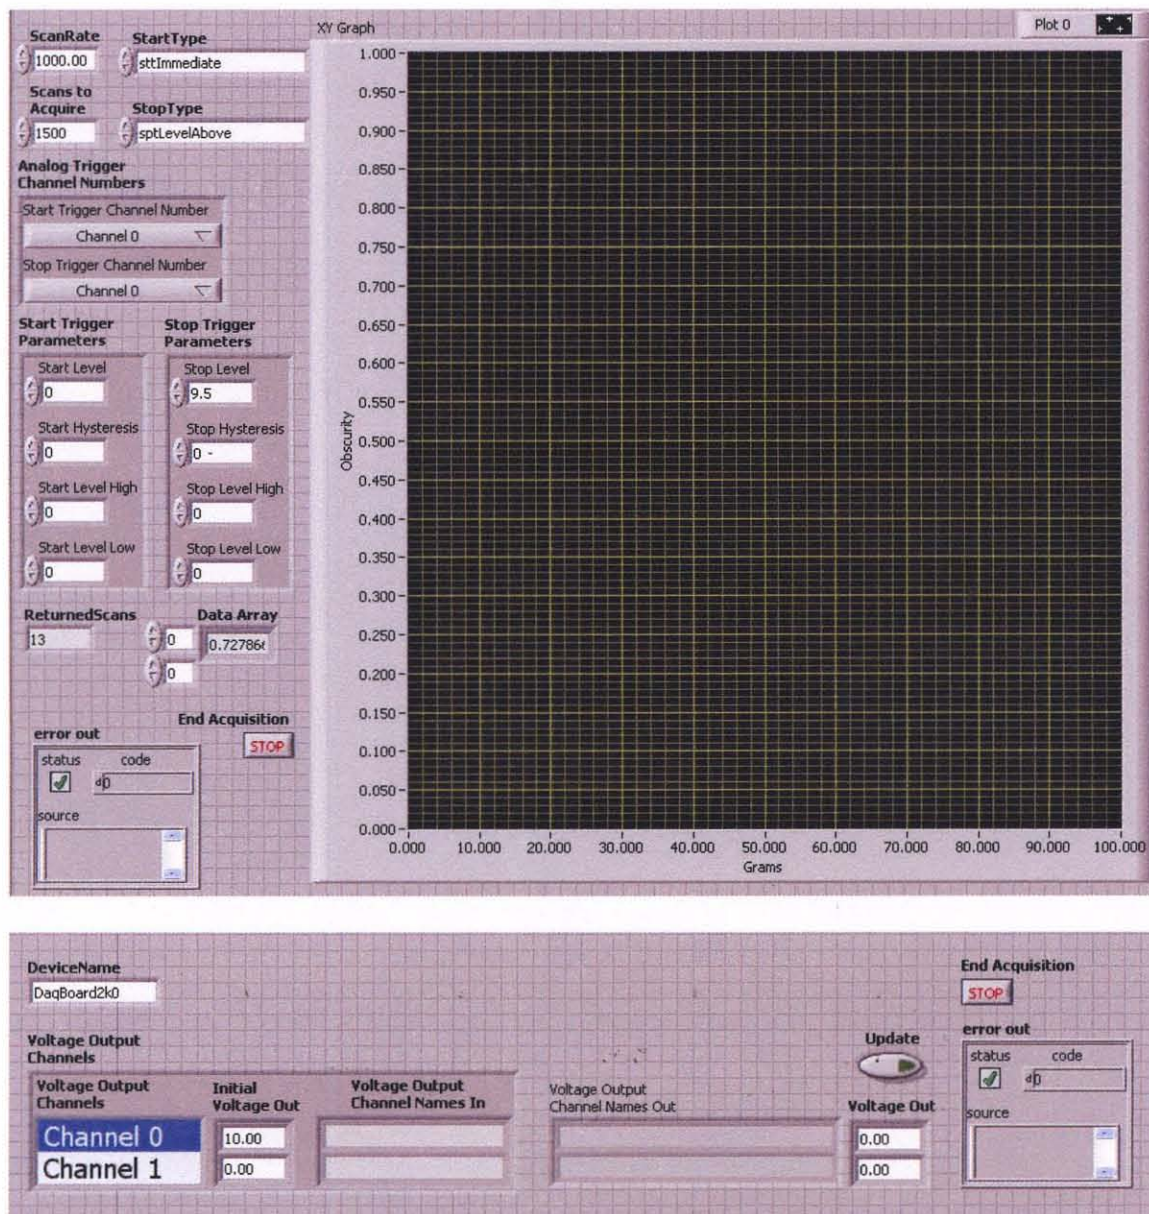 ScanRate
StartType
1000.00
sttImmediate
Scans to
Acquire
StopType
1500
sptLevelAbove
Analog Trigger
Channel Numbers
Start Trigger Channel Number
Channel 0
Stop Trigger Channel Number
Channel 0
Start Trigger
Parameters
Stop Trigger
Parameters
Start Level
Stop Level
0
9.5
Start Hysteresis
Stop Hysteresis
0
0 -
Start Level High
Stop Level High
0
0
Start Level Low
Stop Level Low
0
0
ReturnedScans
Data Array
13
0
0
End Acquisition
STOP
error out
status
code
source
XY Graph
Plot 0
1.000
0.950
0.900
0.850
0.800
0.750
0.700
0.650
0.600
0.550
0.500
0.450
0.400
0.350
0.300
0.250
0.200
0.150
0.100
0.050
0.000
Obscurity
0.000 10.000 20.000 30.000 40.000 50.000 60.000 70.000 80.000 90.000 100.000
Grams
DeviceName
DaqBoard2k0
Voltage Output
Channels
Voltage Output
Channels
Initial
Voltage Out
Voltage Output
Channel Names In
Channel 0
10.00
Channel 1
0.00
Voltage Output
Channel Names Out
Update
Voltage Out
0.00
0.00
End Acquisition
STOP
error out
status
code
source